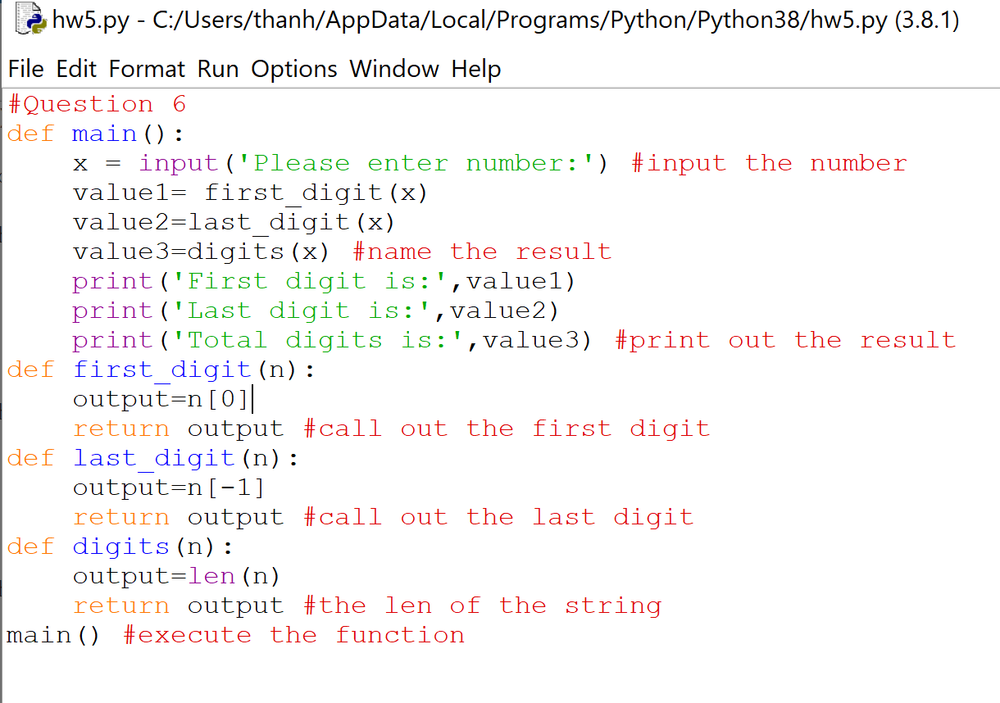 hw5.py - C:/Users/thanh/AppData/Local/Programs/Python/Python38/hw5.py (3.8.1)
File Edit Format Run Options Window Help
#Question 6
def main():
    x = input('Please enter number:') #input the number
    value1= first_digit(x)
    value2=last_digit(x)
    value3=digits(x) #name the result
    print('First digit is:',value1)
    print('Last digit is:',value2)
    print('Total digits is:',value3) #print out the result
def first_digit(n):
    output=n[0]
    return output #call out the first digit
def last_digit(n):
    output=n[-1]
    return output #call out the last digit
def digits(n):
    output=len(n)
    return output #the len of the string
main() #execute the function